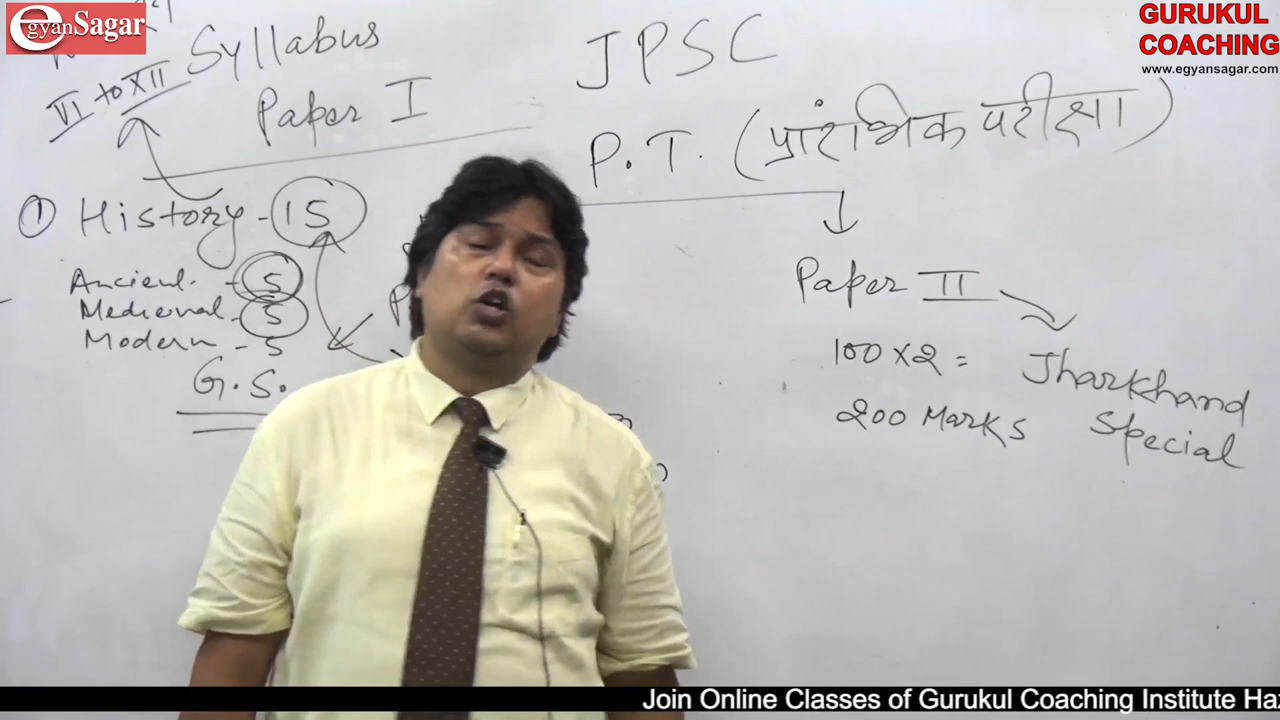 egyanSagar
GURUKUL
COACHING
www.egyansagar.com
Syllabus
VI to XII
Paper I
① History - 15
Ancient. - 5
Medieval - 5
Modern - 5
G.S.
JPSC
P.T. (प्रारंभिक परीक्षा)
Paper II
100 x 2 =
200 Marks
Jharkhand
Special
Join Online Classes of Gurukul Coaching Institute Haz